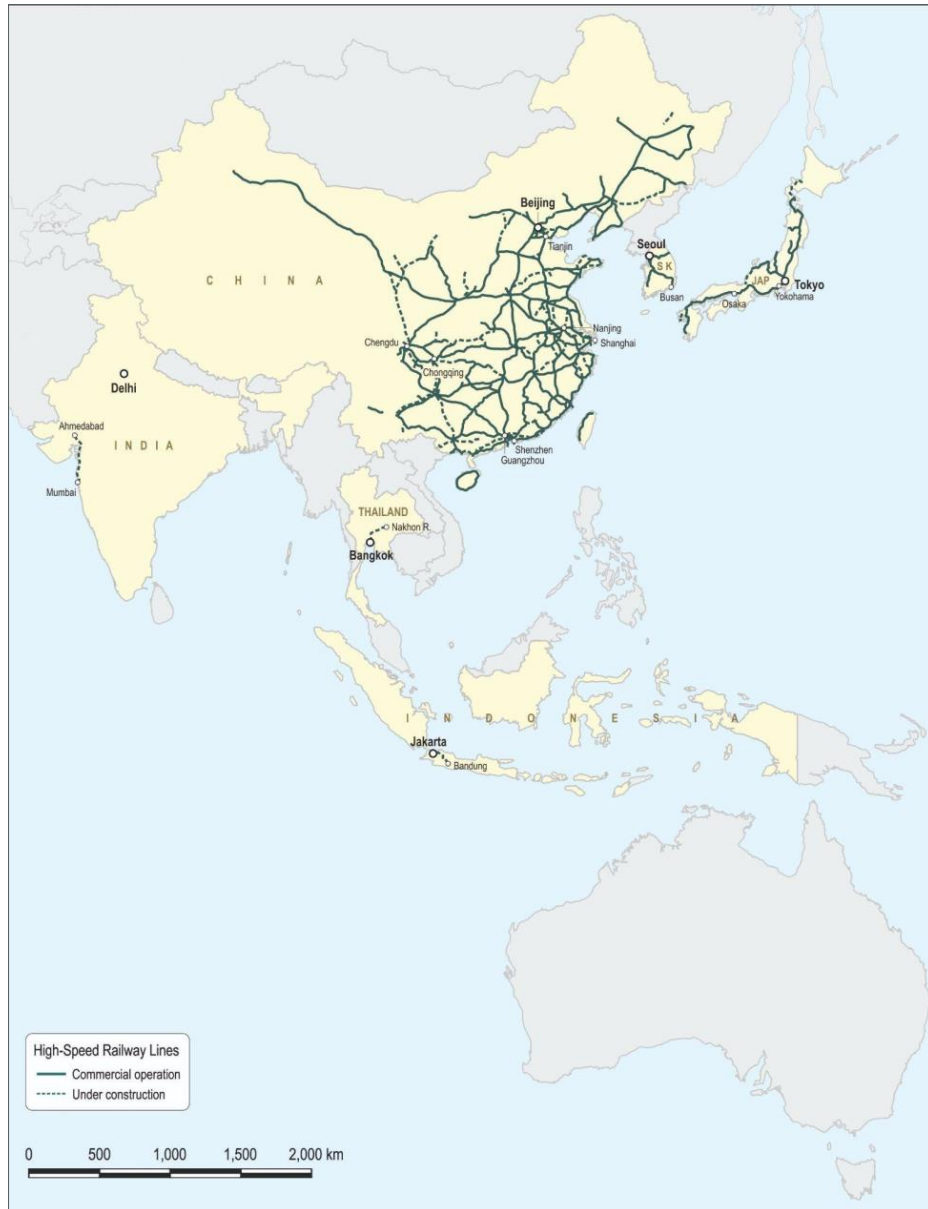 Beijing
Tianjin
Seoul
S K
Busan
JAP
Tokyo
Yokohama
Osaka
C H I N A
Nanjing
Shanghai
Chengdu
Chongqing
Delhi
Ahmedabad
I N D I A
Mumbai
Shenzhen
Guangzhou
THAILAND
Nakhon R.
Bangkok
I N D O N E S I A
Jakarta
Bandung
High-Speed Railway Lines
Commercial operation
Under construction
0 500 1,000 1,500 2,000 km